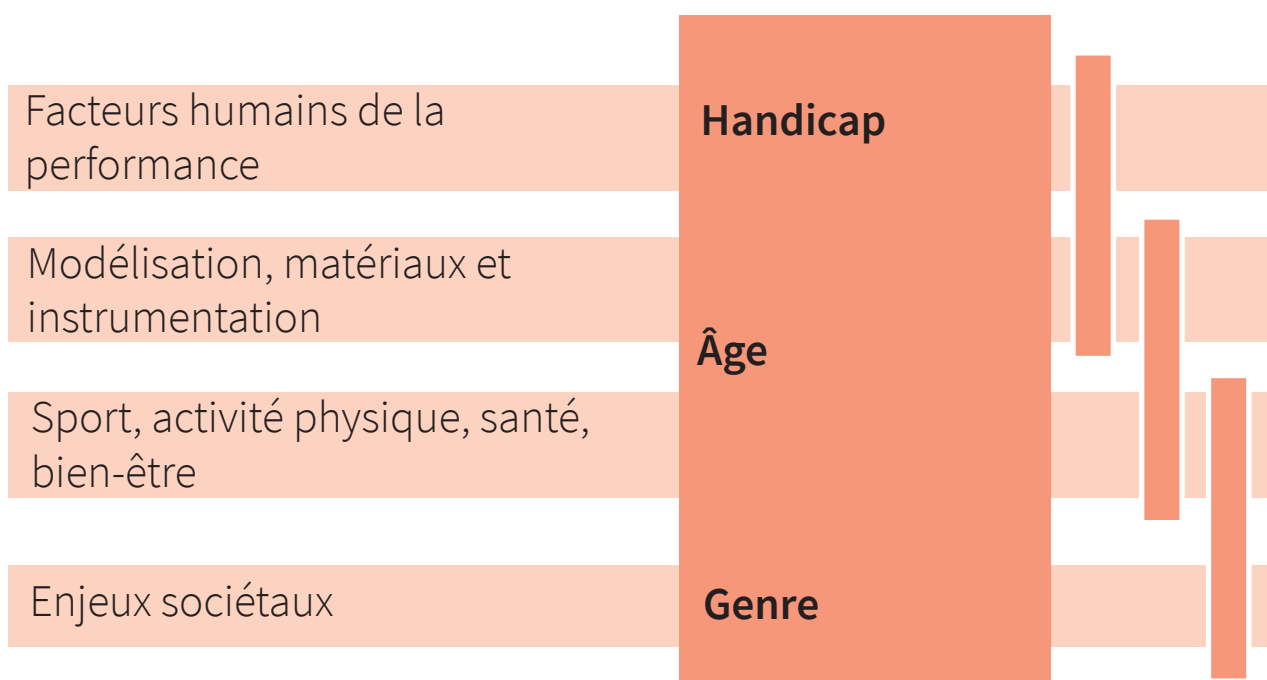 Facteurs humains de la
performance
Handicap
Modélisation, matériaux et
instrumentation
Âge
Sport, activité physique, santé,
bien-être
Enjeux sociétaux
Genre